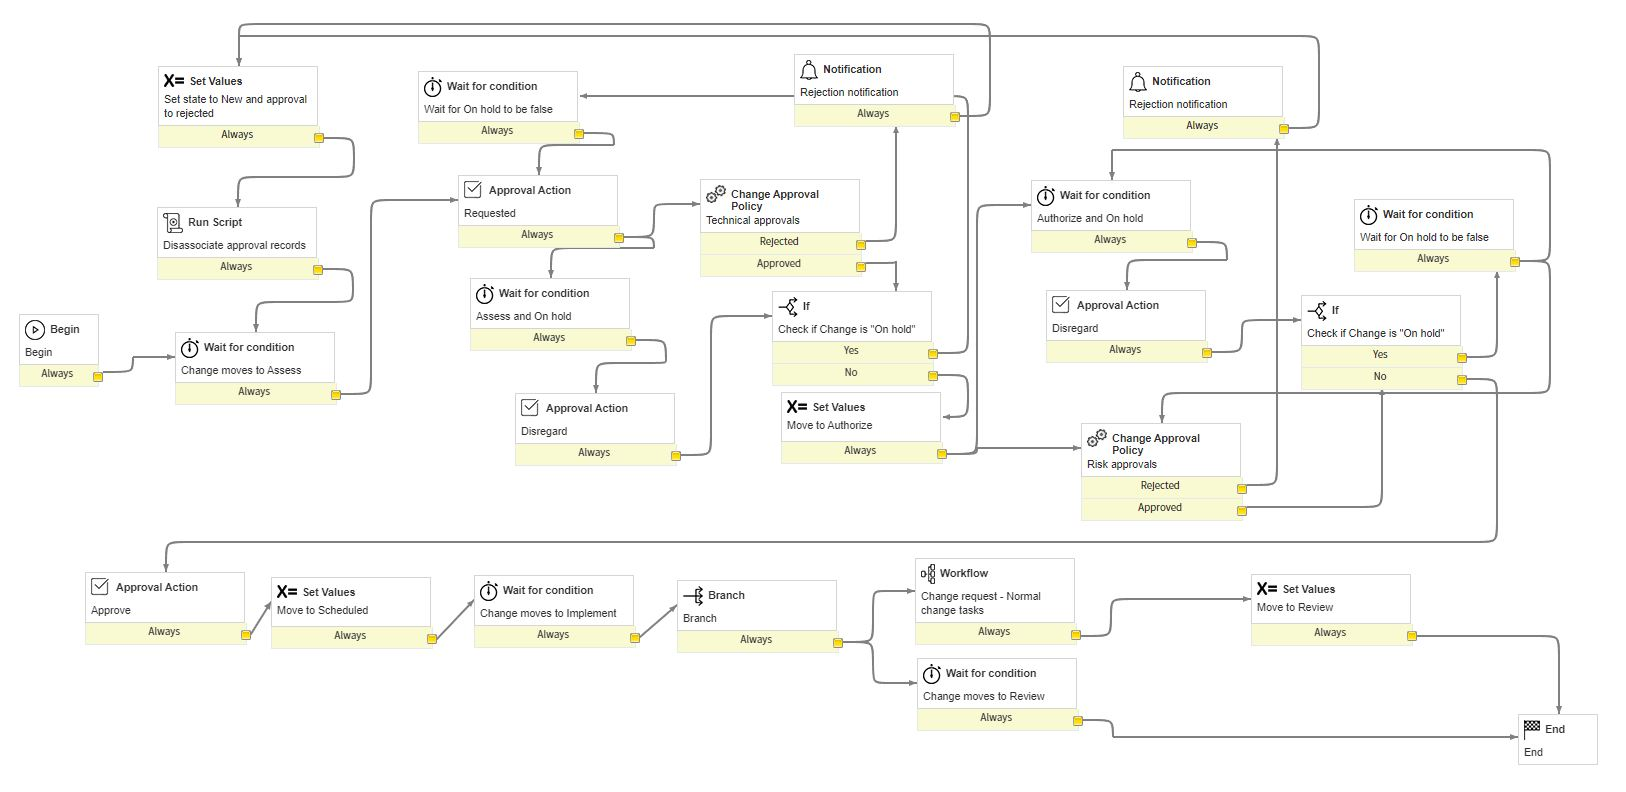 Set Values
Set state to New and approval
to rejected
Always
Wait for condition
Wait for On hold to be false
Always
Notification
Rejection notification
Always
Notification
Rejection notification
Always
Run Script
Disassociate approval records
Always
Approval Action
Requested
Always
Change Approval
Policy
Technical approvals
Rejected
Approved
Wait for condition
Authorize and On hold
Always
Wait for condition
Wait for On hold to be false
Always
Begin
Begin
Always
Wait for condition
Change moves to Assess
Always
Wait for condition
Assess and On hold
Always
If
Check if Change is "On hold"
Yes
No
Approval Action
Disregard
Always
If
Check if Change is "On hold"
Yes
No
Approval Action
Disregard
Always
Set Values
Move to Authorize
Always
Change Approval
Policy
Risk approvals
Rejected
Approved
Approval Action
Approve
Always
Set Values
Move to Scheduled
Always
Wait for condition
Change moves to Implement
Always
Branch
Branch
Always
Workflow
Change request - Normal
change tasks
Always
Set Values
Move to Review
Always
Wait for condition
Change moves to Review
Always
End
End